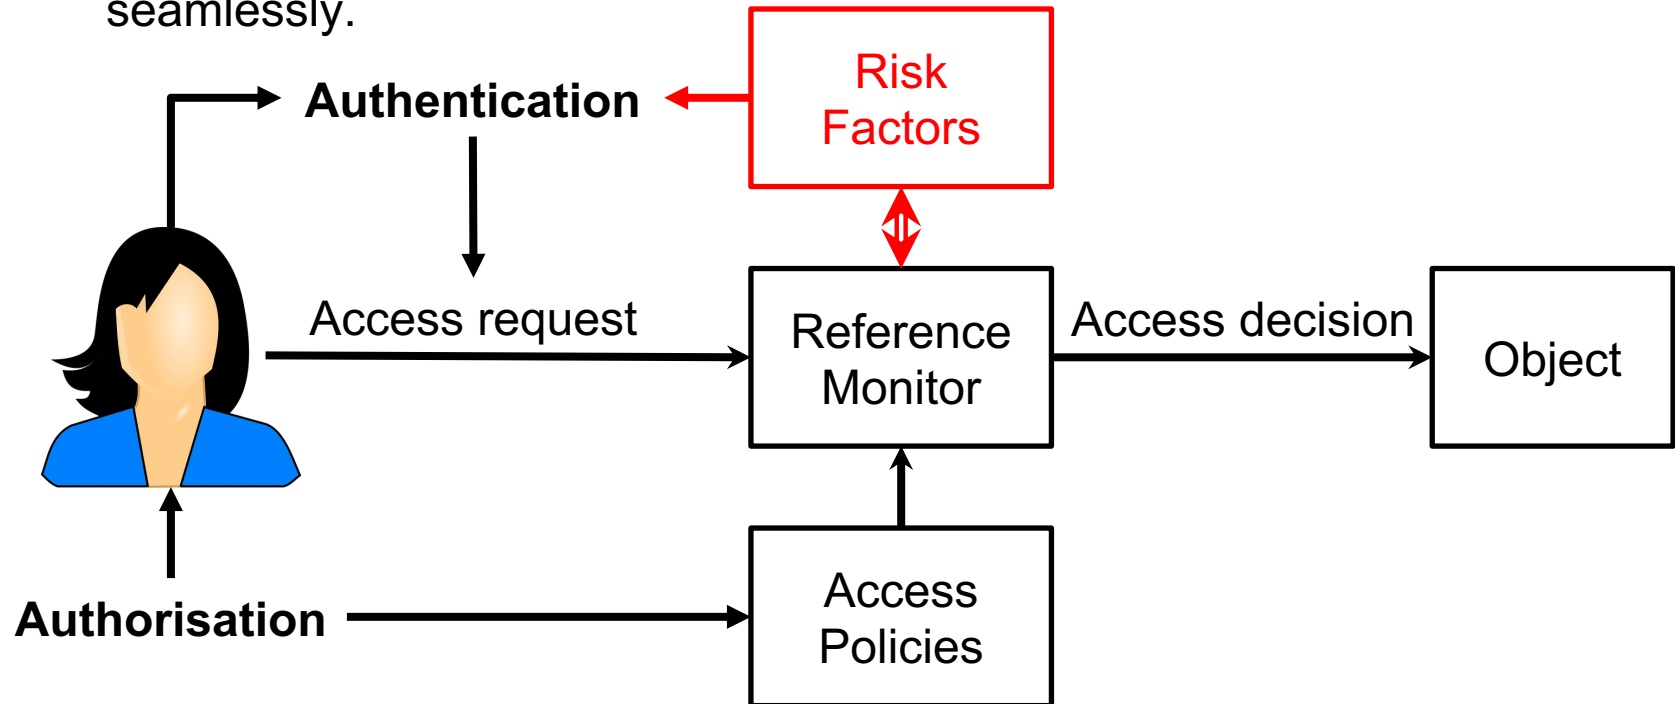 seamlessly.
Risk
Factors
Authentication
Access request
Reference
Monitor
Access decision
Object
Access
Policies
Authorisation